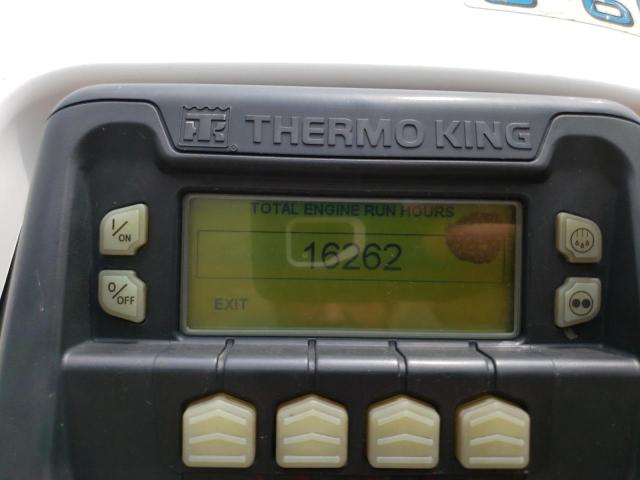 THERMO KING
TOTAL ENGINE RUN HOURS
16262
EXIT
I/ON
O/OFF